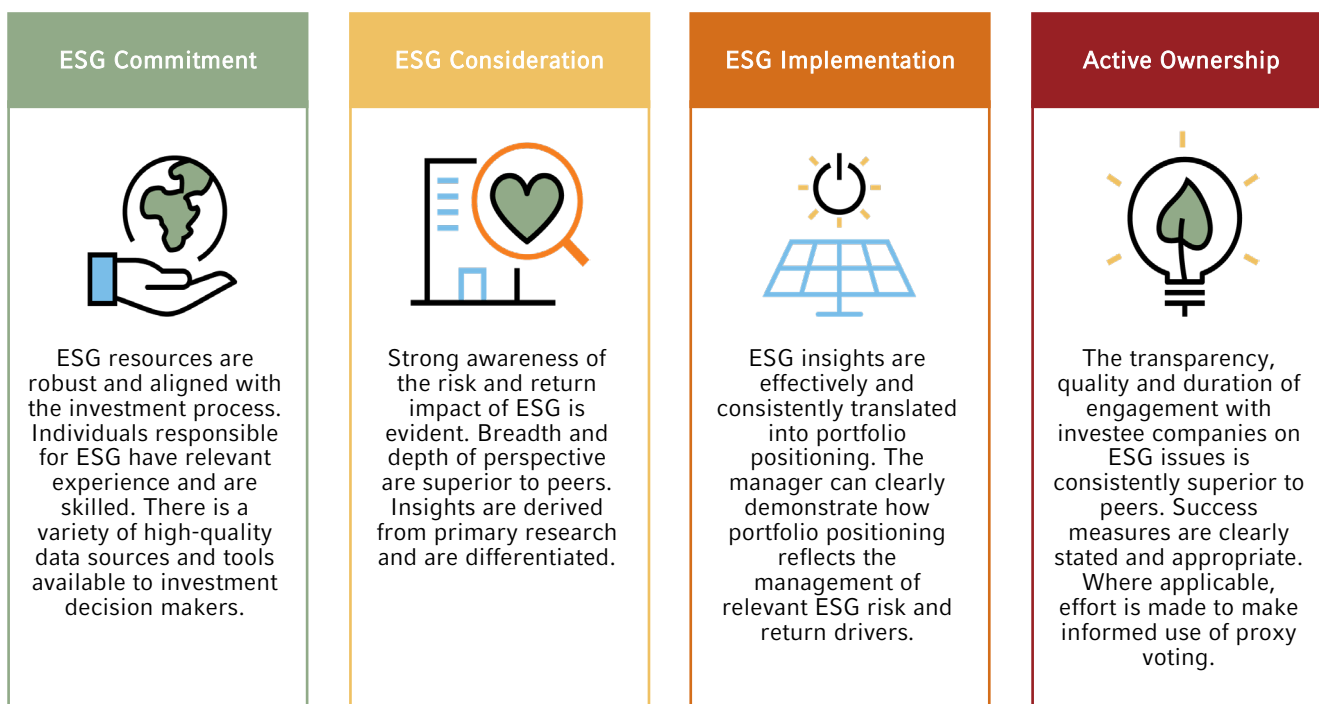 ESG Commitment
ESG resources are
robust and aligned with
the investment process.
Individuals responsible
for ESG have relevant
experience and are
skilled. There is a
variety of high-quality
data sources and tools
available to investment
decision makers.
ESG Consideration
Strong awareness of
the risk and return
impact of ESG is
evident. Breadth and
depth of perspective
are superior to peers.
Insights are derived
from primary research
and are differentiated.
ESG Implementation
ESG insights are
effectively and
consistently translated
into portfolio
positioning. The
manager can clearly
demonstrate how
portfolio positioning
reflects the
management of
relevant ESG risk and
return drivers.
Active Ownership
The transparency,
quality and duration of
engagement with
investee companies on
ESG issues is
consistently superior to
peers. Success
measures are clearly
stated and appropriate.
Where applicable,
effort is made to make
informed use of proxy
voting.